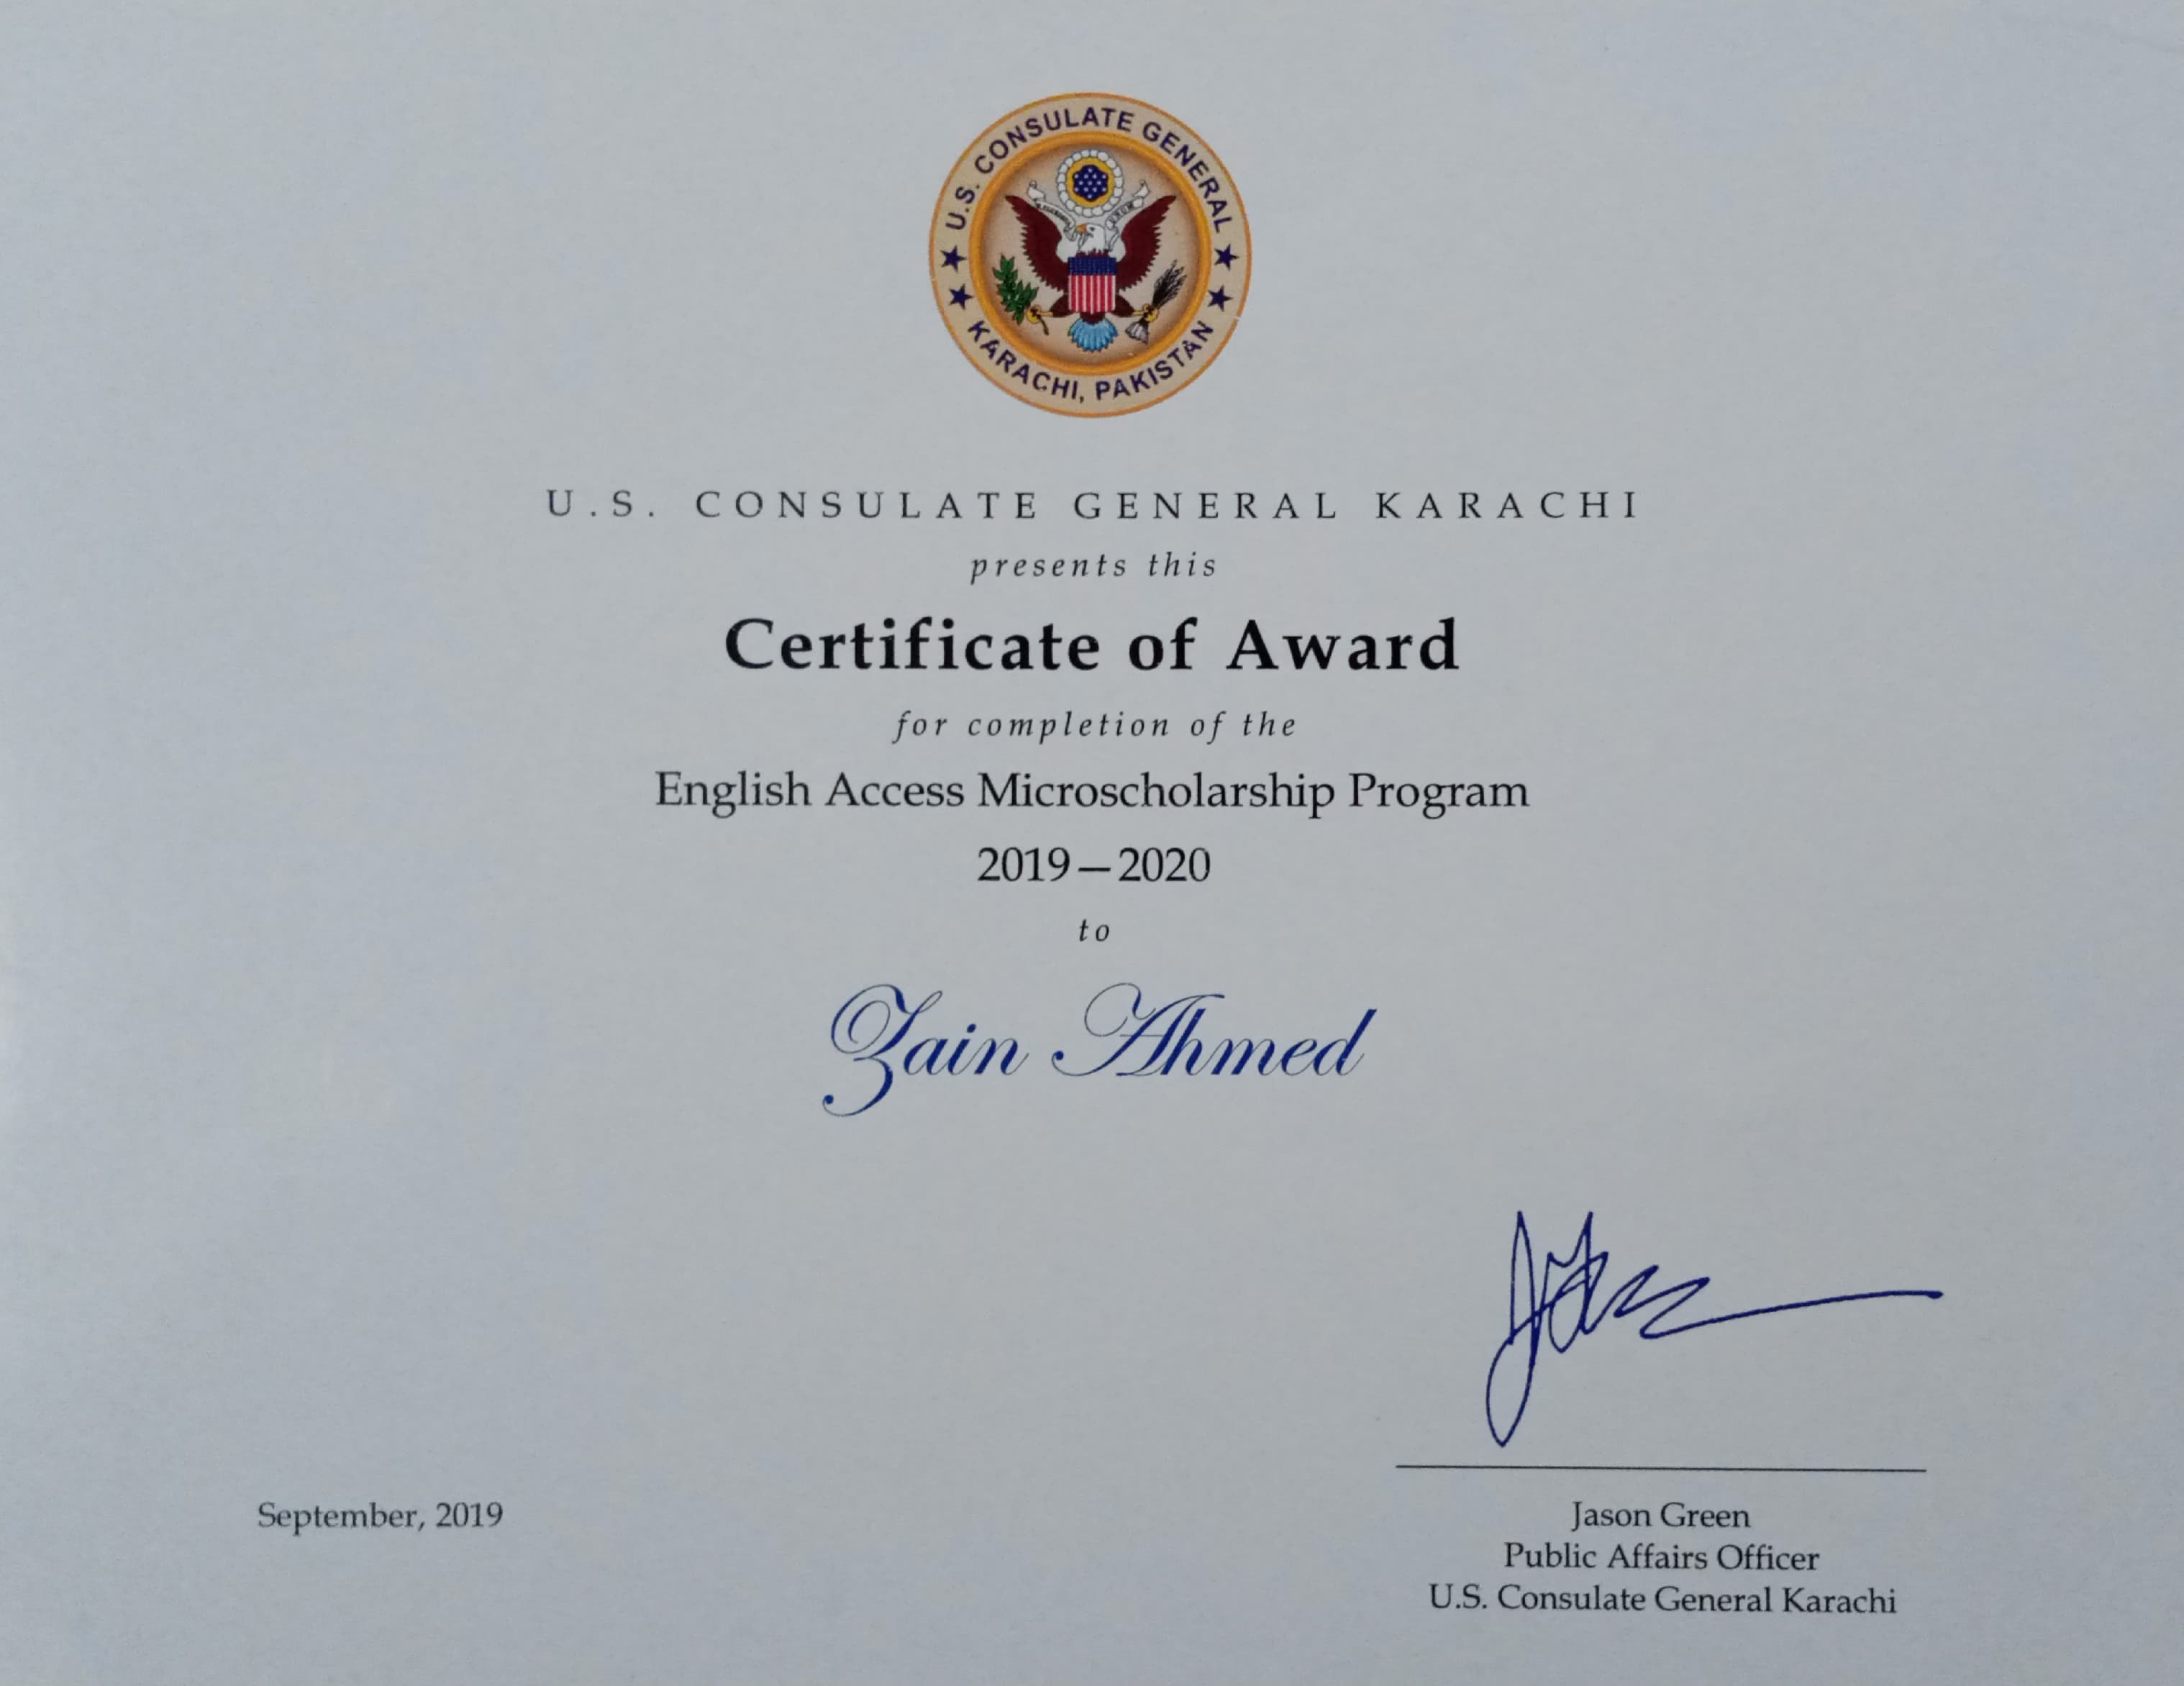 U.S. CONSULATE GENERAL
KARACHI, PAKISTAN
U.S. CONSULATE GENERAL KARACHI
presents this
Certificate of Award
for completion of the
English Access Microscholarship Program
2019—2020
to
Zain Ahmed
September, 2019
Jason Green
Public Affairs Officer
U.S. Consulate General Karachi